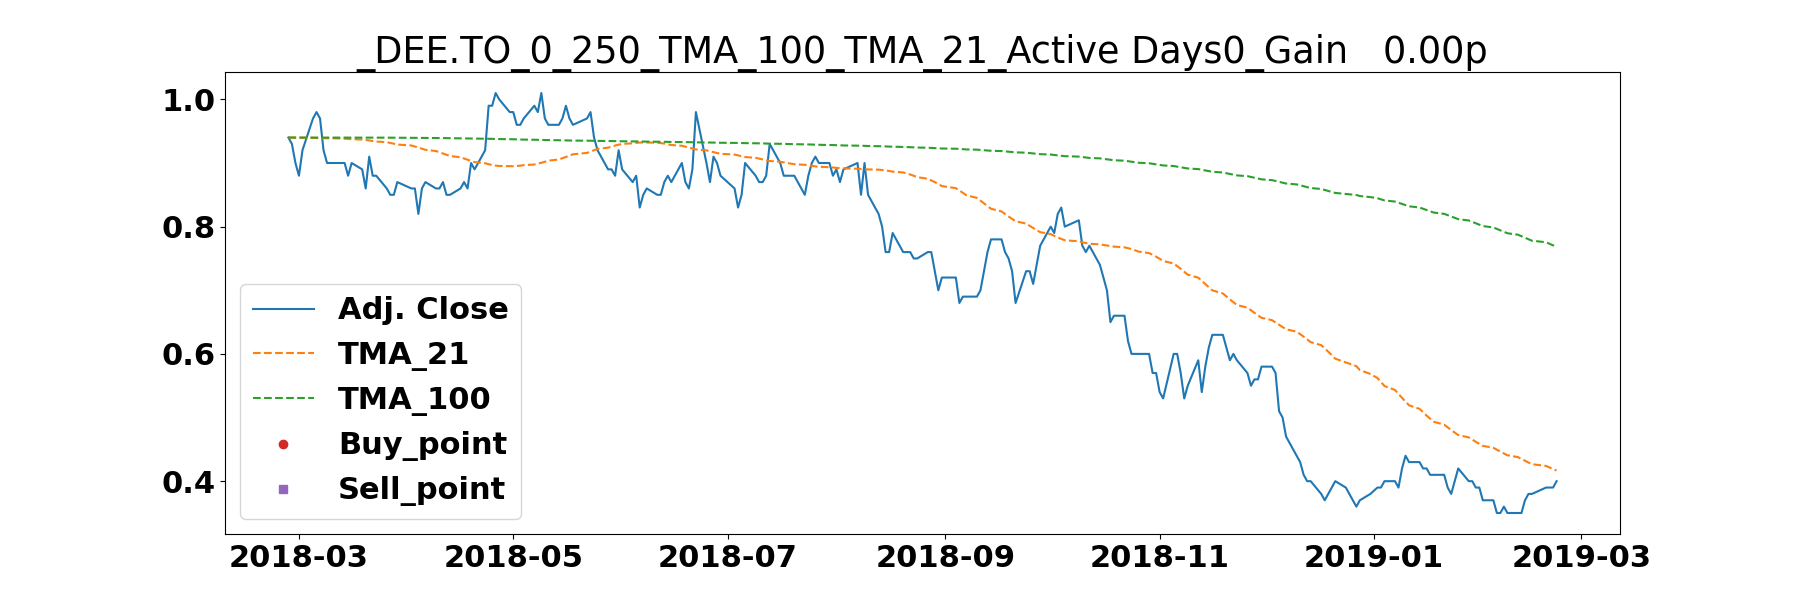 _DEE.TO_0_250_TMA_100_TMA_21_Active Days0_Gain   0.00p
1.0
0.8
0.6
0.4
Adj. Close
TMA_21
TMA_100
Buy_point
Sell_point
2018-03 2018-05 2018-07 2018-09 2018-11 2019-01 2019-03